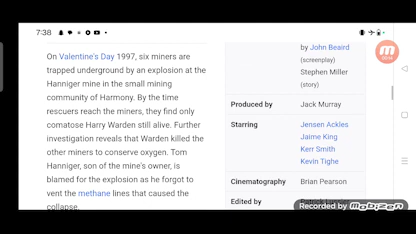 7:38
On Valentine's Day 1997, six miners are
trapped underground by an explosion at the
Hanniger mine in the small mining
community of Harmony. By the time
rescuers reach the miners, they find only
comatose Harry Warden still alive. Further
investigation reveals that Warden killed the
other miners to conserve oxygen. Tom
Hanniger, son of the mine's owner, is
blamed for the explosion as he forgot to
vent the methane lines that caused the
collapse.
by John Beaird
(screenplay)
Stephen Miller
(story)
Produced by Jack Murray
Starring Jensen Ackles
Jaime King
Kerr Smith
Kevin Tighe
Cinematography Brian Pearson
Edited by
Recorded by Mobizen